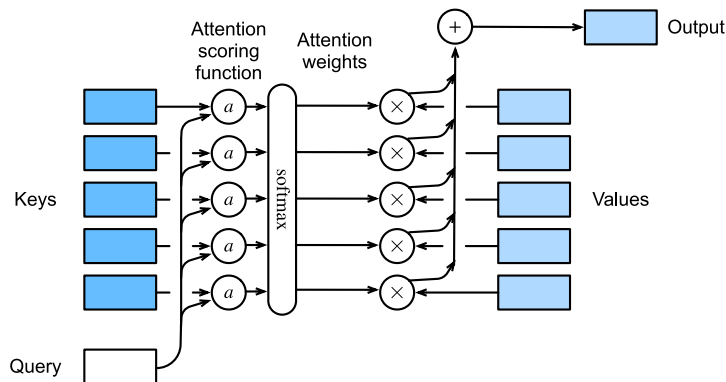 Attention
scoring
function
Attention
weights
+
Output
a
×
a
×
Keys
a
softmax
×
Values
a
×
a
×
Query